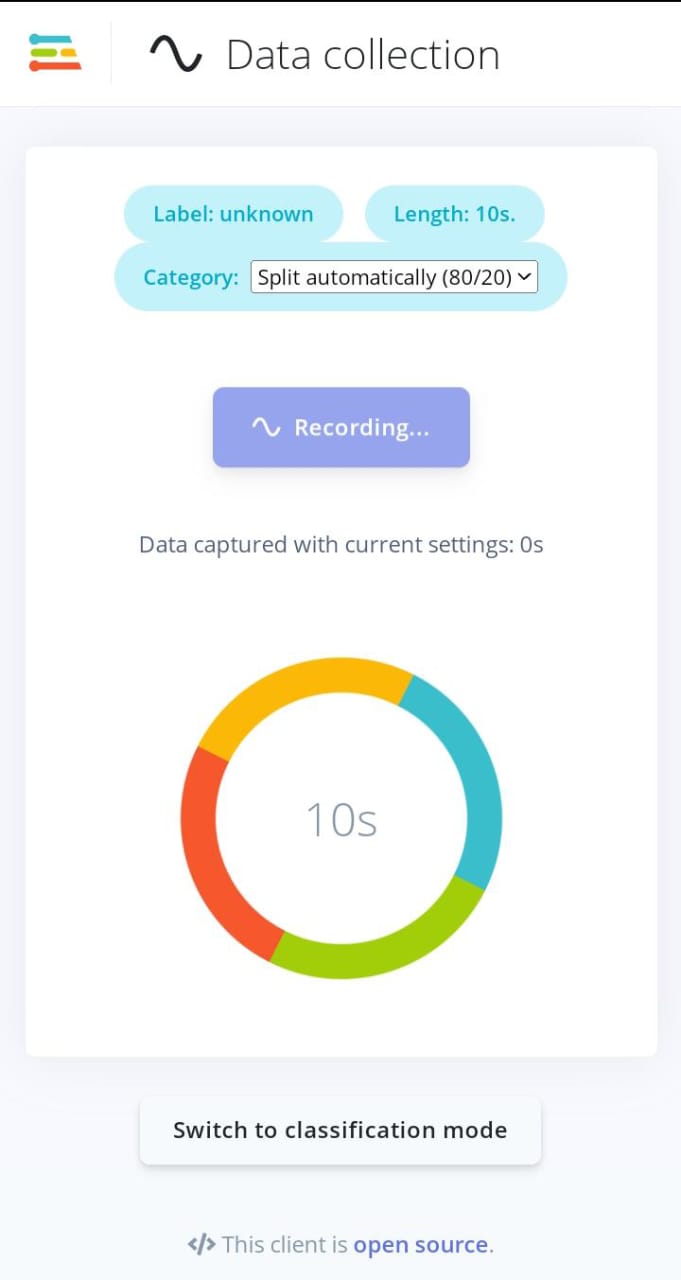 Data collection
Label: unknown
Length: 10s.
Category: Split automatically (80/20)
Recording...
Data captured with current settings: 0s
10s
Switch to classification mode
</> This client is open source.